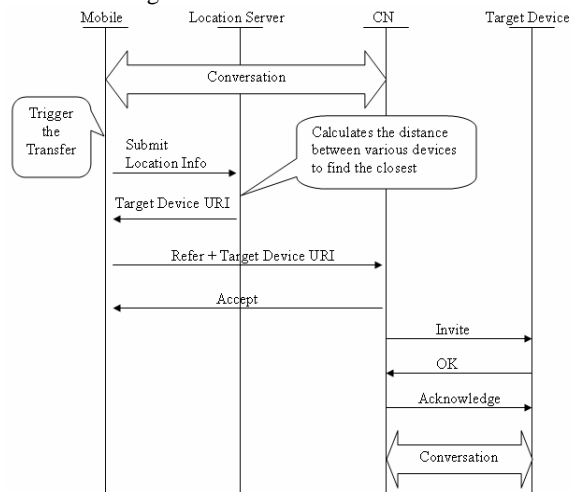 Mobile
Location Server
CN
Target Device
Conversation
Trigger
the
Transfer
Calculates the distance
between various devices
to find the closest
Submit
Location Info
Target Device URI
Refer + Target Device URI
Accept
Invite
OK
Acknowledge
Conversation